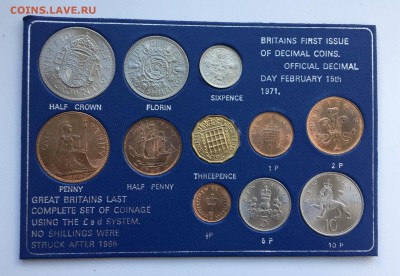 COINS.LAVE.RU
BRITAINS FIRST ISSUE
OF DECIMAL COINS.
OFFICIAL DECIMAL
DAY FEBRUARY 15th
1971.
HALF CROWN
FLORIN
SIXPENCE
PENNY
HALF PENNY
THREEPENCE
1 P
2 P
GREAT BRITAINS LAST
COMPLETE SET OF COINAGE
USING THE £sd SYSTEM.
NO SHILLINGS WERE
STRUCK AFTER 1966
½P
5 P
10 P
10